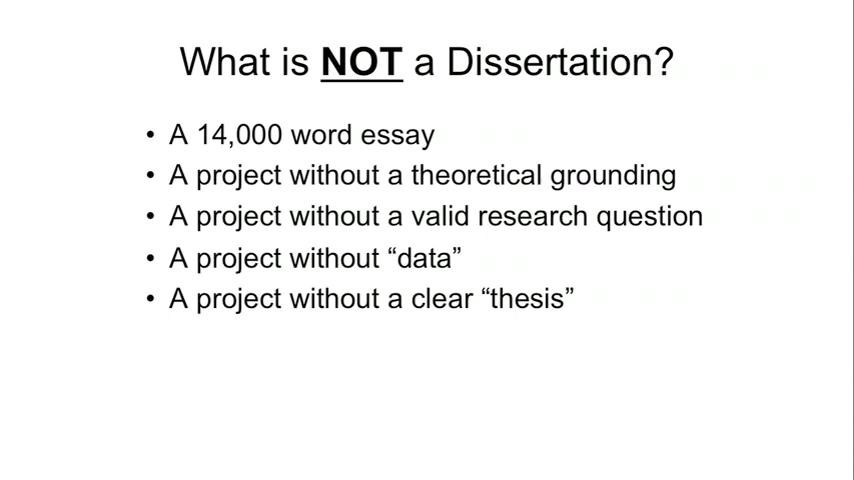 What is NOT a Dissertation?
• A 14,000 word essay
• A project without a theoretical grounding
• A project without a valid research question
• A project without “data”
• A project without a clear “thesis”